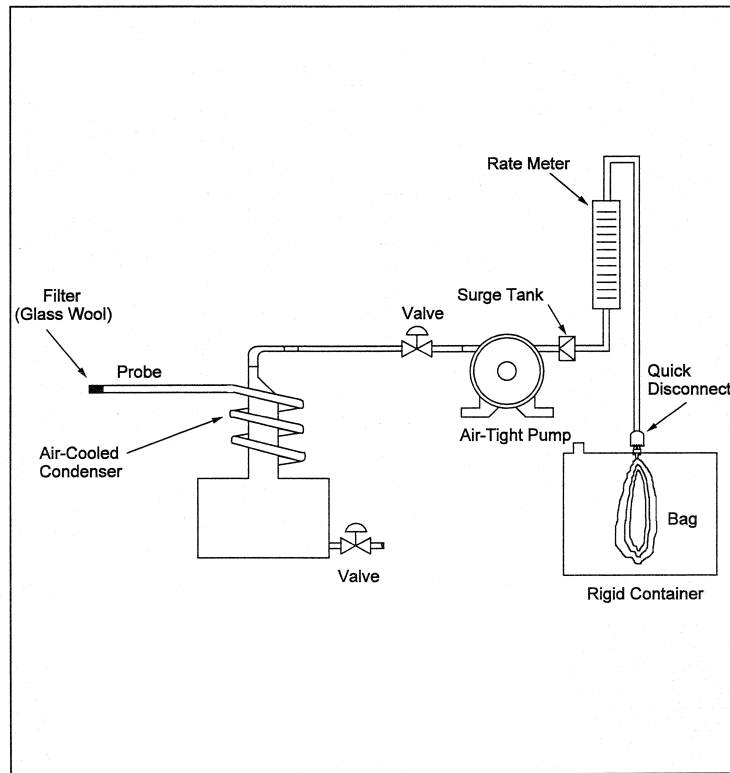 Rate Meter
Surge Tank
Filter
(Glass Wool)
Valve
Probe
Quick
Disconnect
Air-Tight Pump
Air-Cooled
Condenser
Bag
Valve
Rigid Container